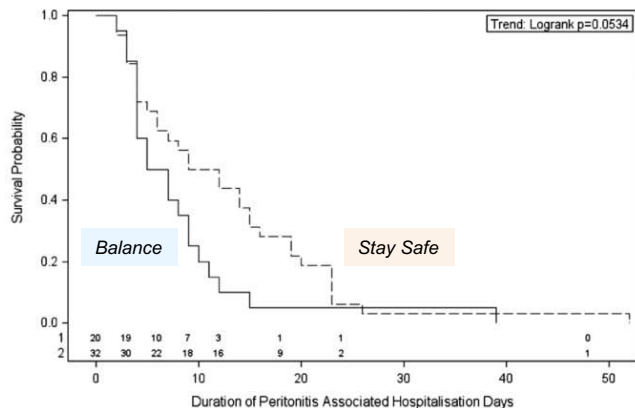 Trend: Logrank p=0.0534
1.0
0.8
0.6
0.4
0.2
0.0
Survival Probability
Balance
Stay Safe
1 20 19 10 7 3 1 1 0
2 32 30 22 18 16 9 2 1
0 10 20 30 40 50
Duration of Peritonitis Associated Hospitalisation Days